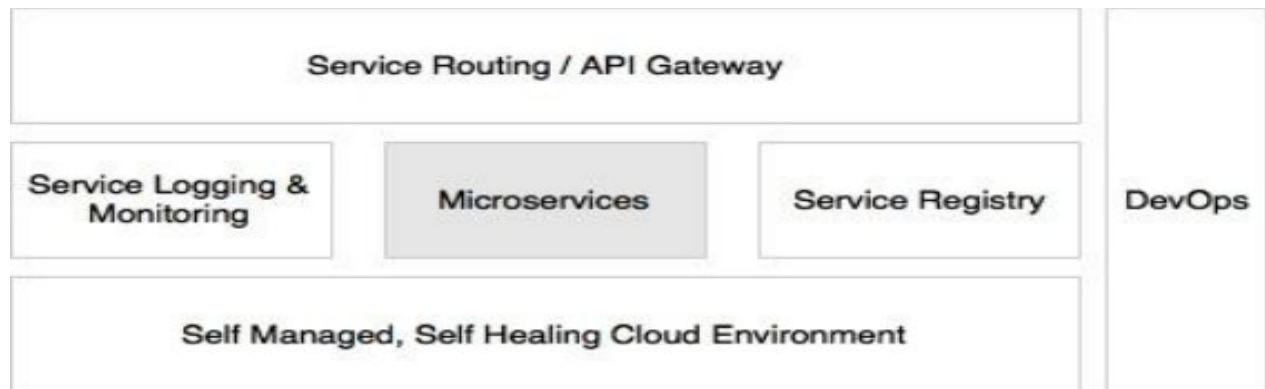 Service Routing / API Gateway
Service Logging &
Monitoring
Microservices
Service Registry
DevOps
Self Managed, Self Healing Cloud Environment